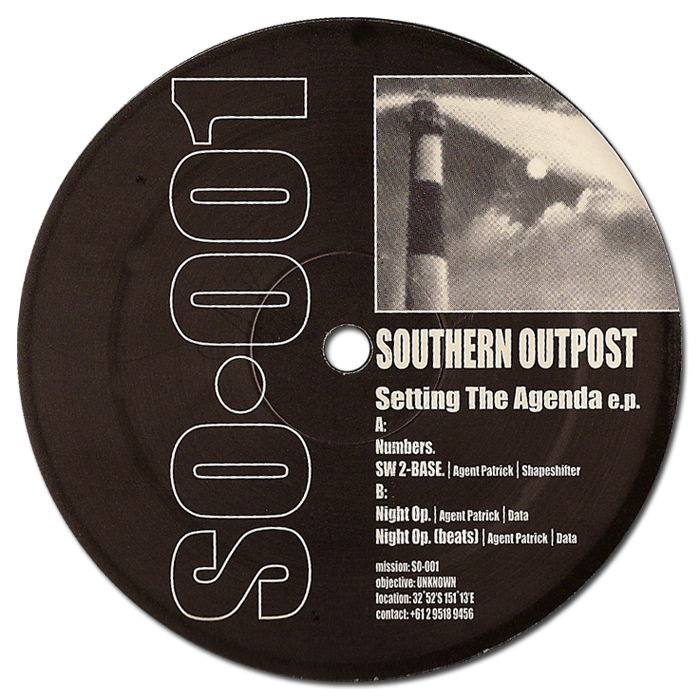 SO·001
SOUTHERN OUTPOST
Setting The Agenda e.p.
A:
Numbers.
SW 2-BASE. | Agent Patrick | Shapeshifter
B:
Night Op. | Agent Patrick | Data
Night Op. (beats) | Agent Patrick | Data
mission: SO-001
objective: UNKNOWN
location: 32°52'S 151°13'E
contact: +61 2 9518 9456